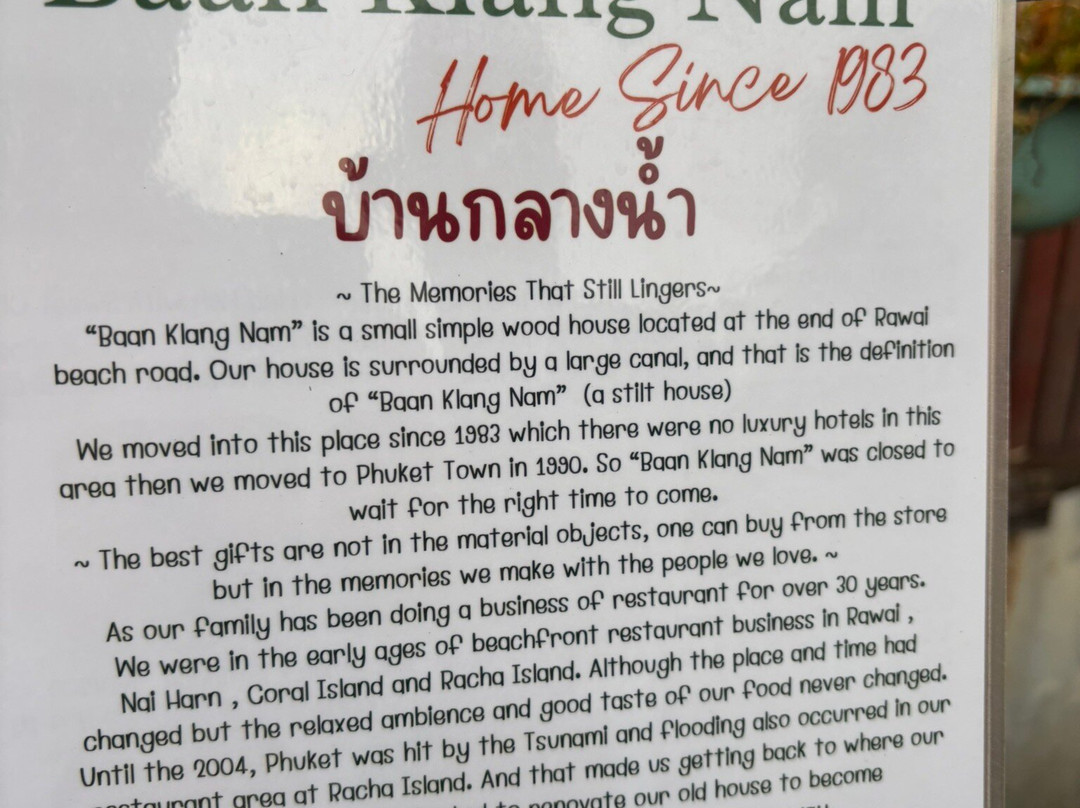 Baan Klang Nam
Home Since 1983
บ้านกลางน้ำ
~ The Memories That Still Lingers~
“Baan Klang Nam” is a small simple wood house located at the end of Rawai
beach road. Our house is surrounded by a large canal, and that is the definition
of “Baan Klang Nam” (a stilt house)
We moved into this place since 1983 which there were no luxury hotels in this
area then we moved to Phuket Town in 1990. So “Baan Klang Nam” was closed to
wait for the right time to come.
~ The best gifts are not in the material objects, one can buy from the store
but in the memories we make with the people we love. ~
As our family has been doing a business of restaurant for over 30 years.
We were in the early ages of beachfront restaurant business in Rawai ,
Nai Harn , Coral Island and Racha Island. Although the place and time had
changed but the relaxed ambience and good taste of our food never changed.
Until the 2004, Phuket was hit by the Tsunami and flooding also occurred in our
restaurant area at Racha Island. And that made us getting back to where our
to renovate our old house to become